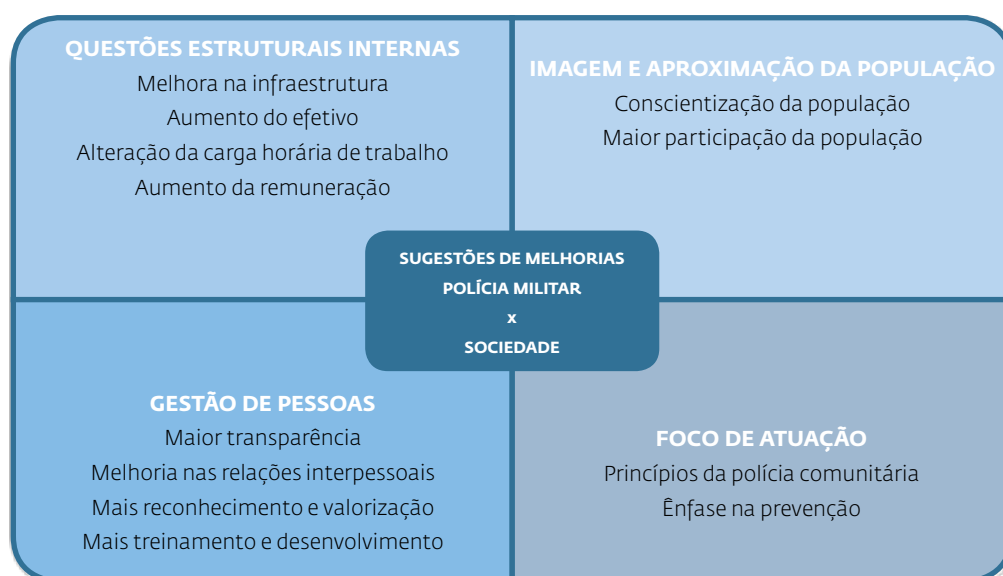 QUESTÕES ESTRUTURAIS INTERNAS
Melhora na infraestrutura
Aumento do efetivo
Alteração da carga horária de trabalho
Aumento da remuneração
IMAGEM E APROXIMAÇÃO DA POPULAÇÃO
Conscientização da população
Maior participação da população
SUGESTÕES DE MELHORIAS
POLÍCIA MILITAR
x
SOCIEDADE
GESTÃO DE PESSOAS
Maior transparência
Melhoria nas relações interpessoais
Mais reconhecimento e valorização
Mais treinamento e desenvolvimento
FOCO DE ATUAÇÃO
Princípios da polícia comunitária
Ênfase na prevenção